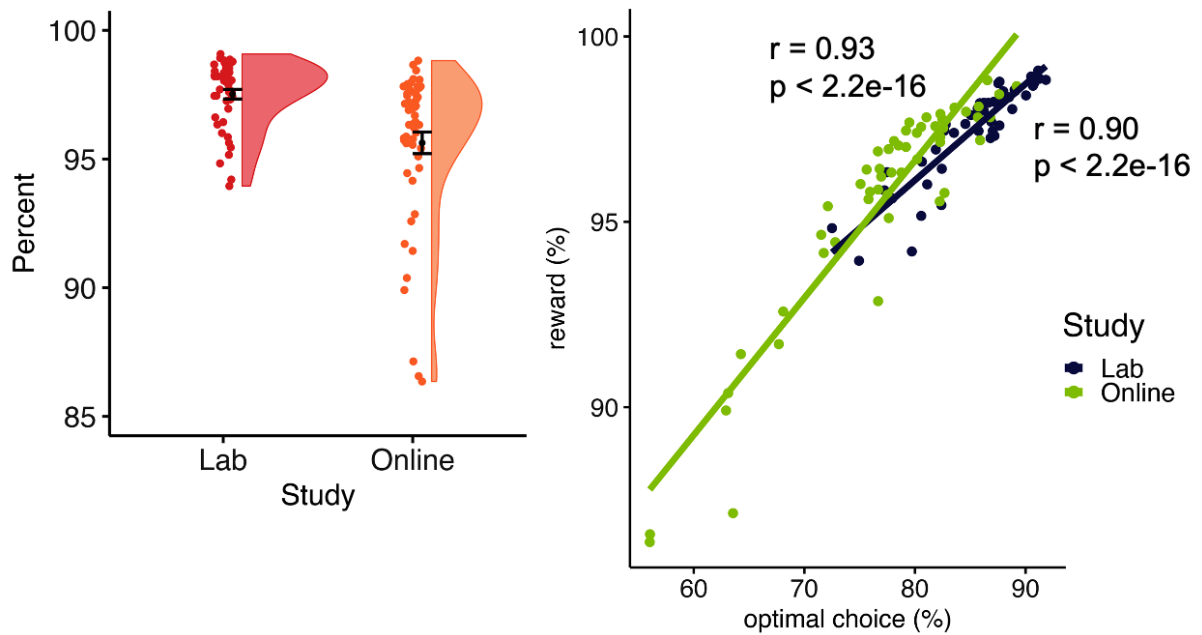 100
95
90
85
Percent
Lab
Online
Study
100
95
90
reward (%)
r = 0.93
p < 2.2e-16
r = 0.90
p < 2.2e-16
Study
Lab
Online
60
70
80
90
optimal choice (%)